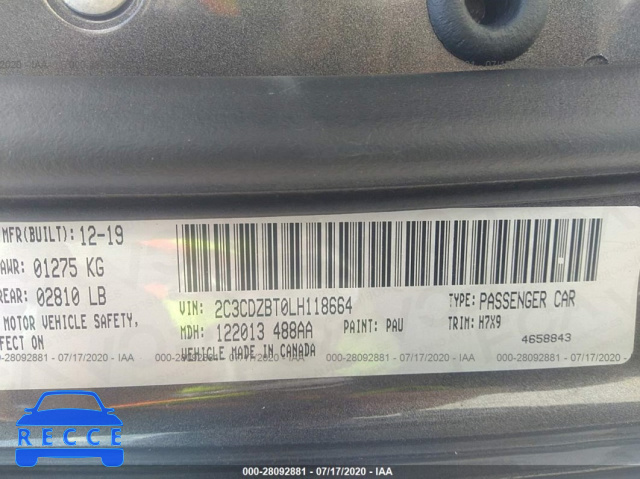 MFR(BUILT): 12-19
AWR: 01275 KG
REAR: 02810 LB
MOTOR VEHICLE SAFETY,
EFFECT ON
VIN: 2C3CDZBT0LH118664
TYPE: PASSENGER CAR
MDH: 122013 488AA
PAINT: PAU
TRIM: H7X9
VEHICLE MADE IN CANADA
4658843
000-28092881 - 07/17/2020 - IAA
RECCE
000-28092881 - 07/17/2020 - IAA